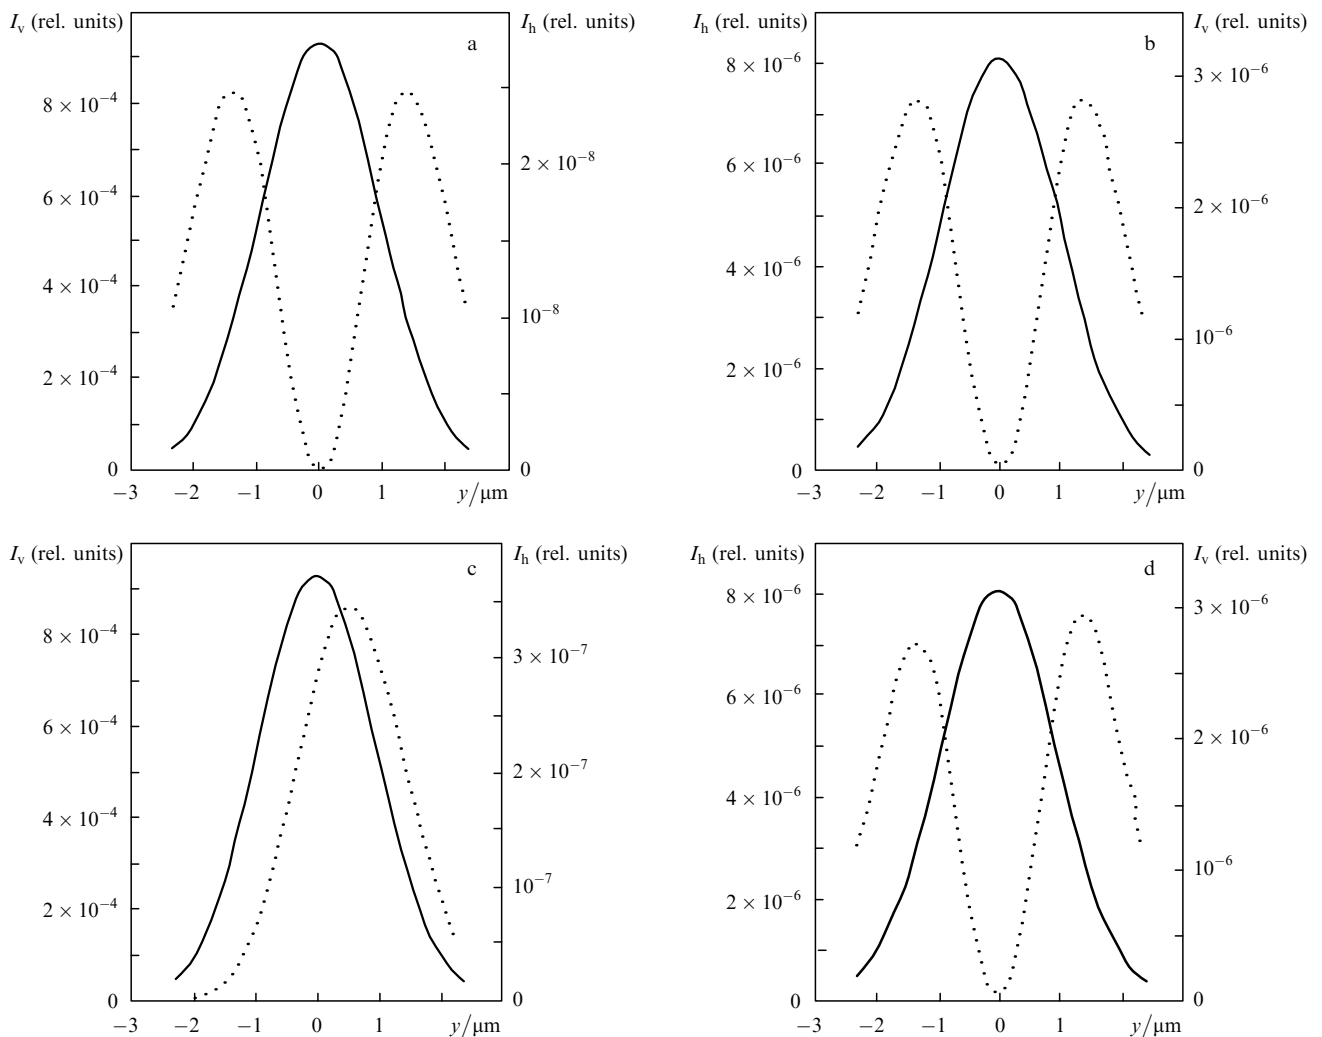 I_v (rel. units)
I_h (rel. units)
a
8 × 10⁻⁴
6 × 10⁻⁴
4 × 10⁻⁴
2 × 10⁻⁴
0
2 × 10⁻⁸
10⁻⁸
0
−3 −2 −1 0 1 y/μm
I_h (rel. units)
I_v (rel. units)
b
8 × 10⁻⁶
6 × 10⁻⁶
4 × 10⁻⁶
2 × 10⁻⁶
0
3 × 10⁻⁶
2 × 10⁻⁶
10⁻⁶
0
−3 −2 −1 0 1 y/μm
I_v (rel. units)
I_h (rel. units)
c
8 × 10⁻⁴
6 × 10⁻⁴
4 × 10⁻⁴
2 × 10⁻⁴
0
3 × 10⁻⁷
2 × 10⁻⁷
10⁻⁷
0
−3 −2 −1 0 1 y/μm
I_h (rel. units)
I_v (rel. units)
d
8 × 10⁻⁶
6 × 10⁻⁶
4 × 10⁻⁶
2 × 10⁻⁶
0
3 × 10⁻⁶
2 × 10⁻⁶
10⁻⁶
0
−3 −2 −1 0 1 y/μm